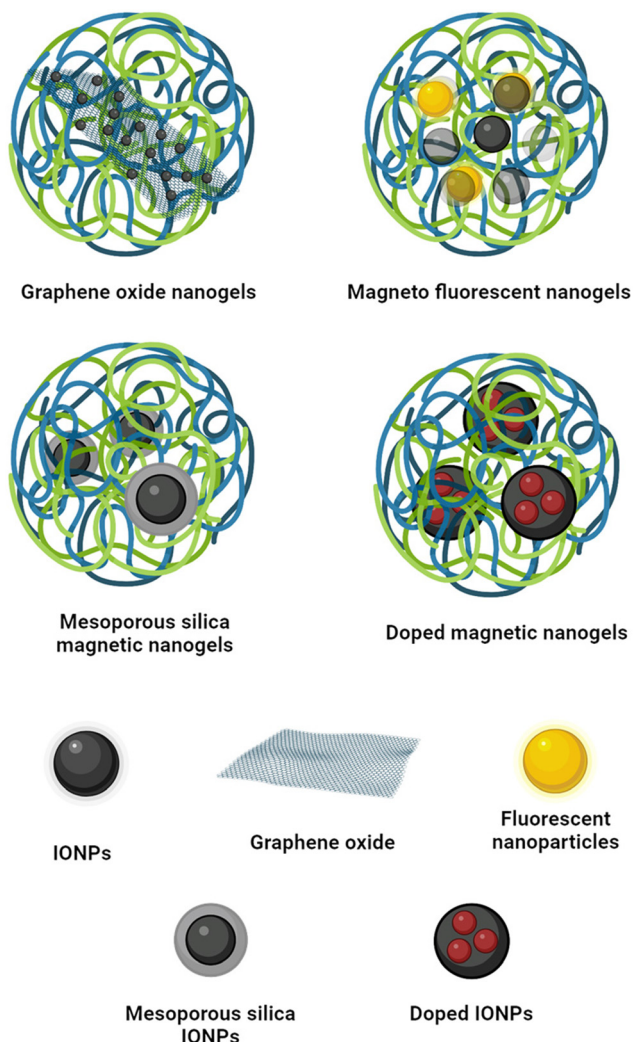 Graphene oxide nanogels
Magneto fluorescent nanogels
Mesoporous silica
magnetic nanogels
Doped magnetic nanogels
IONPs
Graphene oxide
Fluorescent
nanoparticles
Mesoporous silica
IONPs
Doped IONPs